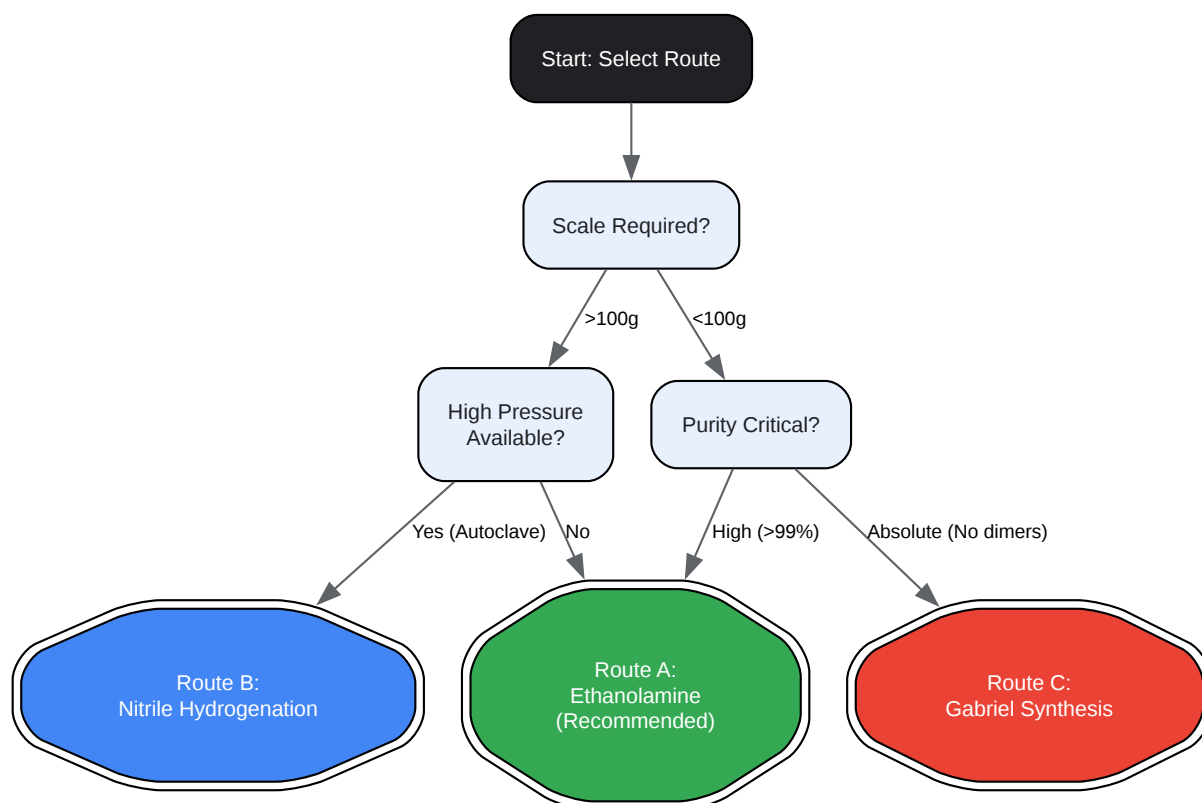 Start: Select Route
Scale Required?
>100g
<100g
High Pressure
Available?
Purity Critical?
Yes (Autoclave)
No
High (>99%)
Absolute (No dimers)
Route B:
Nitrile Hydrogenation
Route A:
Ethanolamine
(Recommended)
Route C:
Gabriel Synthesis